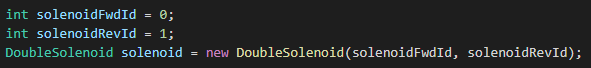 int solenoidFwdId = 0;
int solenoidRevId = 1;
DoubleSolenoid solenoid = new DoubleSolenoid(solenoidFwdId, solenoidRevId);